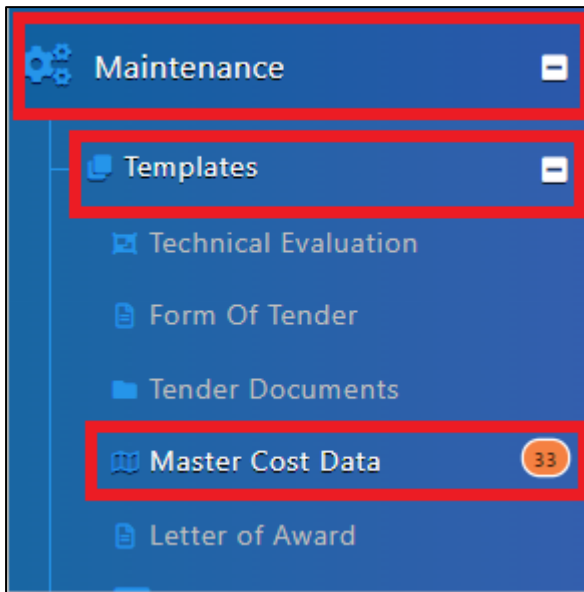 Maintenance
Templates
Technical Evaluation
Form Of Tender
Tender Documents
Master Cost Data 33
Letter of Award